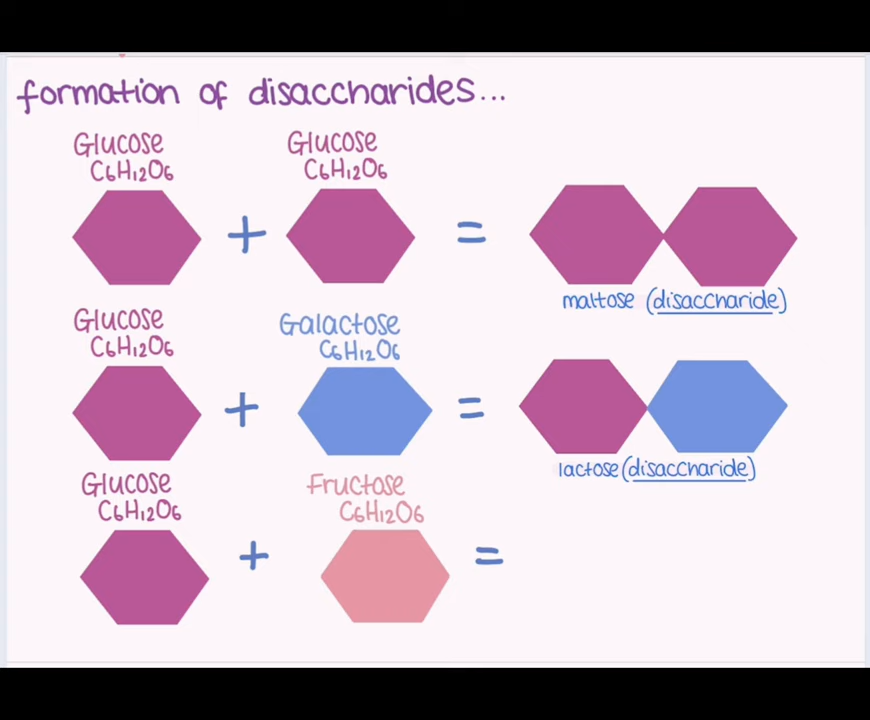 formation of disaccharides...
Glucose
C₆H₁₂O₆
Glucose
C₆H₁₂O₆
+
=
maltose (disaccharide)
Glucose
C₆H₁₂O₆
Galactose
C₆H₁₂O₆
+
=
lactose (disaccharide)
Glucose
C₆H₁₂O₆
Fructose
C₆H₁₂O₆
+
=